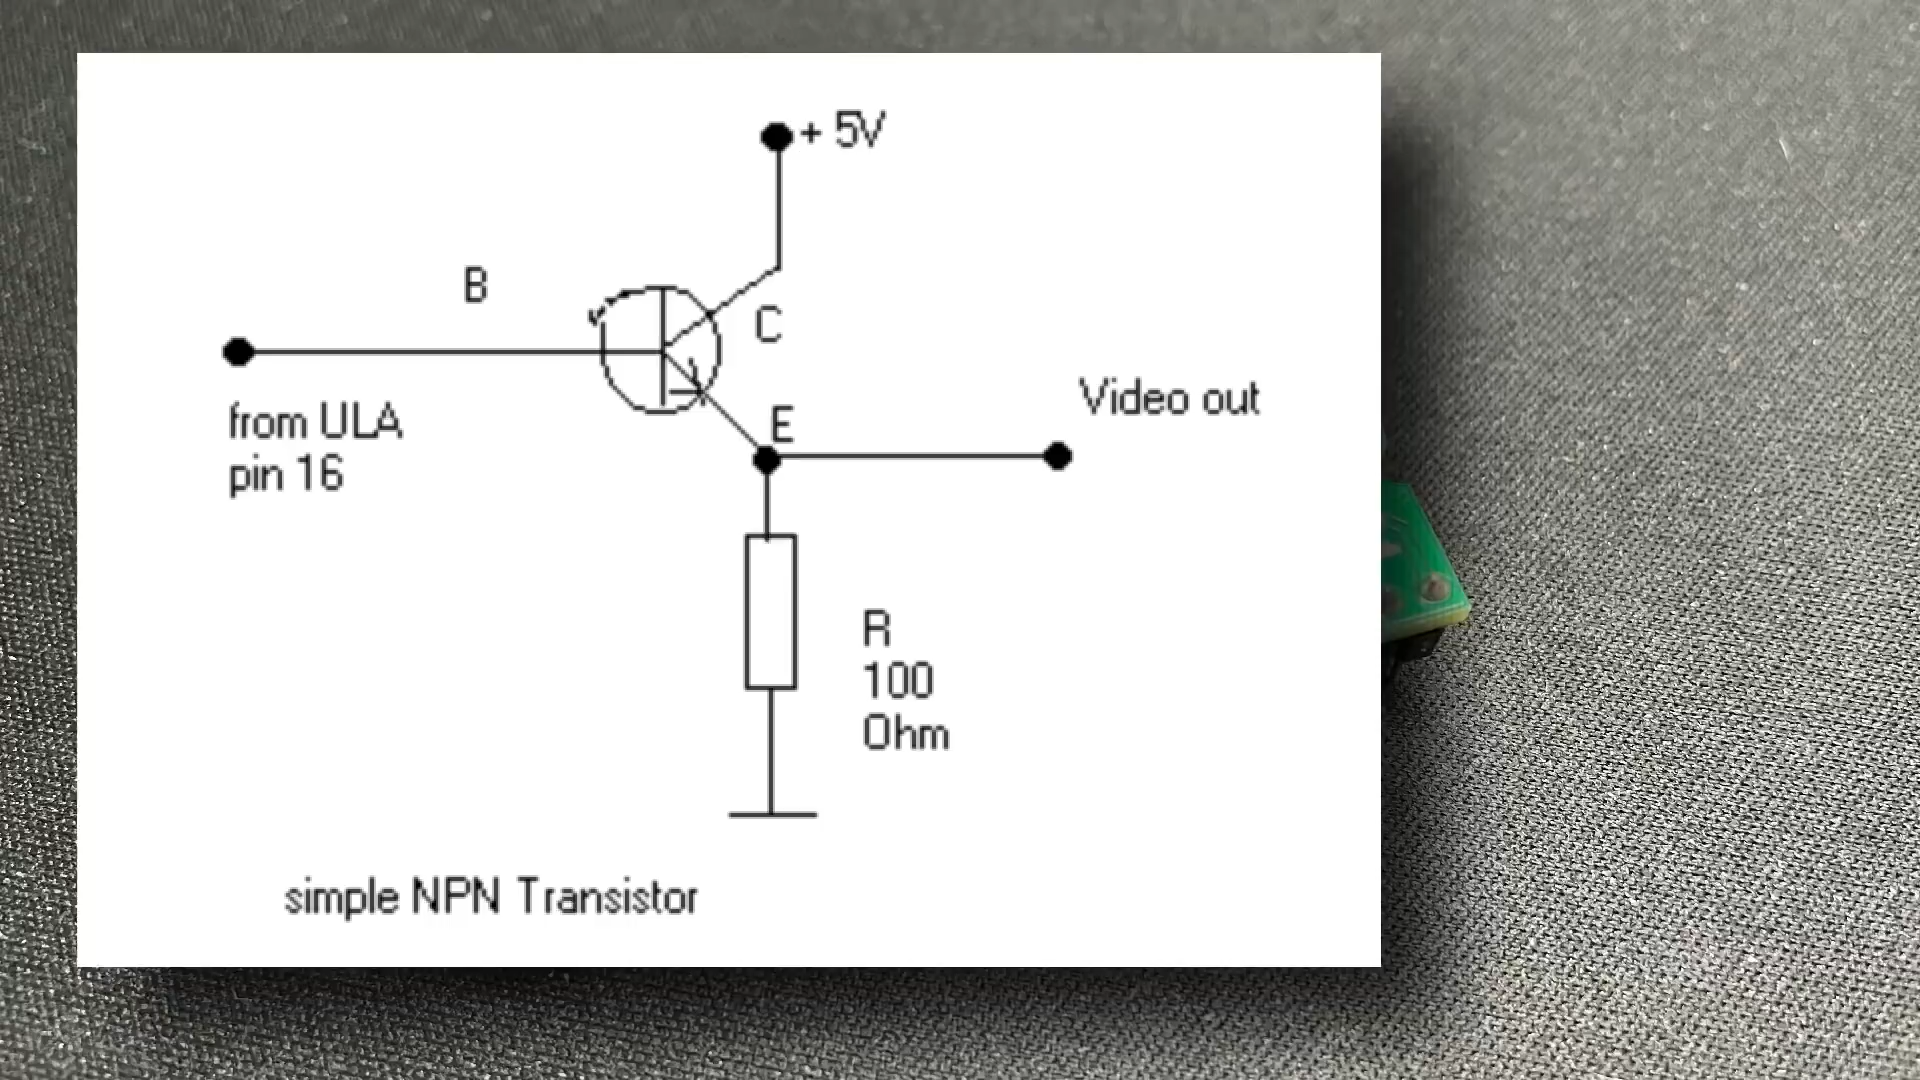 + 5V
B
C
from ULA
pin 16
E
Video out
R
100
Ohm
simple NPN Transistor